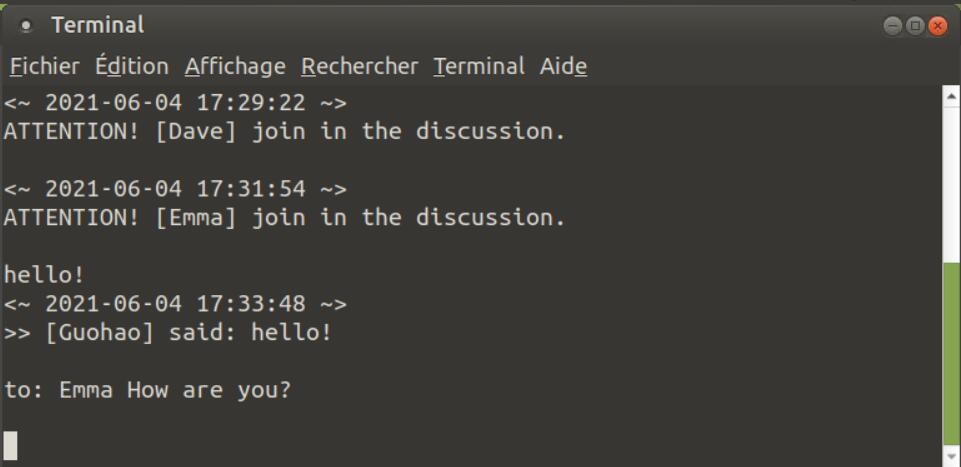 Terminal
Fichier Édition Affichage Rechercher Terminal Aide
<~ 2021-06-04 17:29:22 ~>
ATTENTION! [Dave] join in the discussion.
<~ 2021-06-04 17:31:54 ~>
ATTENTION! [Emma] join in the discussion.
hello!
<~ 2021-06-04 17:33:48 ~>
>> [Guohao] said: hello!
to: Emma How are you?